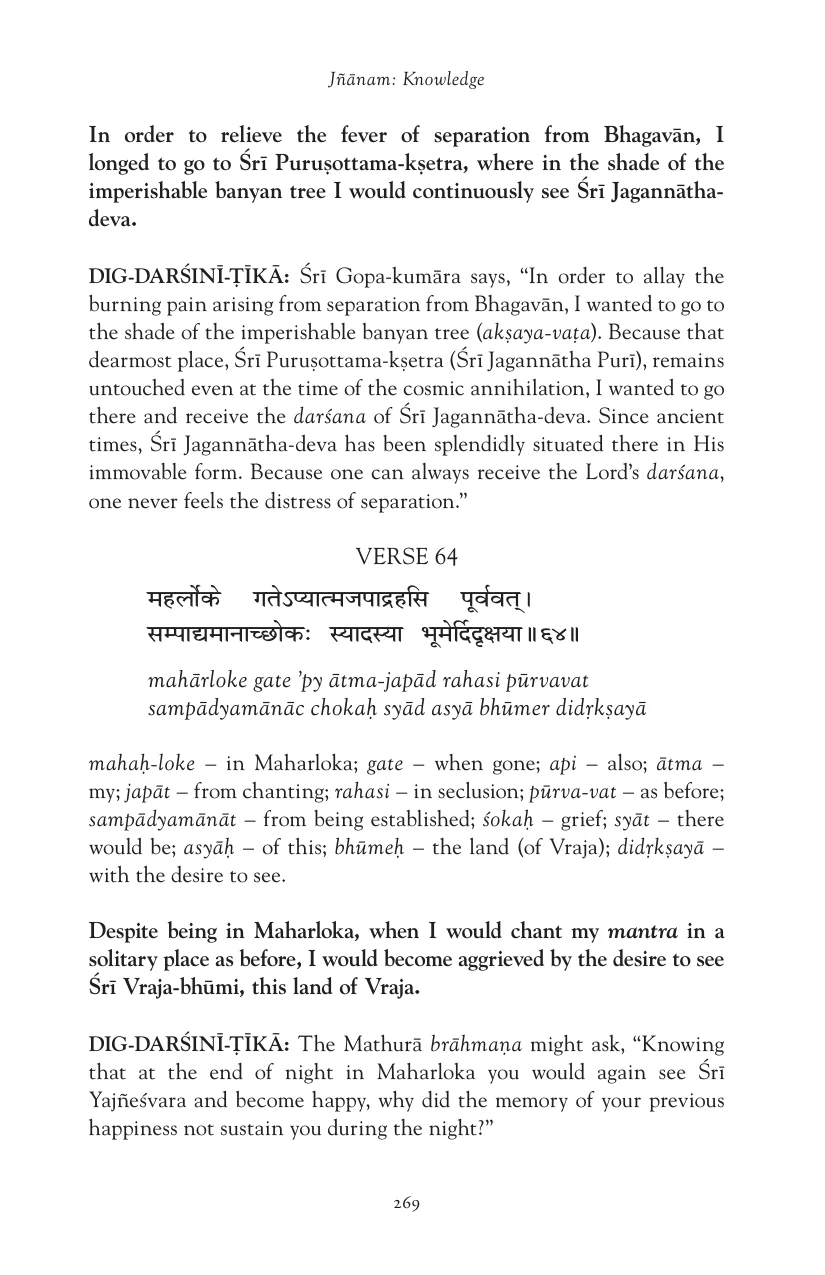 Jñānam: Knowledge
In order to relieve the fever of separation from Bhagavān, I
longed to go to Śrī Puruṣottama-kṣetra, where in the shade of the
imperishable banyan tree I would continuously see Śrī Jagannātha-
deva.
DIG-DARŚINĪ-ṬĪKĀ: Śrī Gopa-kumāra says, “In order to allay the
burning pain arising from separation from Bhagavān, I wanted to go to
the shade of the imperishable banyan tree (akṣaya-vaṭa). Because that
dearmost place, Śrī Puruṣottama-kṣetra (Śrī Jagannātha Purī), remains
untouched even at the time of the cosmic annihilation, I wanted to go
there and receive the darśana of Śrī Jagannātha-deva. Since ancient
times, Śrī Jagannātha-deva has been splendidly situated there in His
immovable form. Because one can always receive the Lord’s darśana,
one never feels the distress of separation.”
VERSE 64
महर्लोके गतेऽप्यात्मजपाद्रहसि पूर्ववत्।
सम्पाद्यमानाच्छोकः स्यादस्या भूमेर्दिदृक्षया॥६४॥
mahārloke gate ’py ātma-japād rahasi pūrvavat
sampādyamānāc chokaḥ syād asyā bhūmer didṛkṣayā
mahaḥ-loke – in Maharloka; gate – when gone; api – also; ātma –
my; japāt – from chanting; rahasi – in seclusion; pūrva-vat – as before;
sampādyamānāt – from being established; śokaḥ – grief; syāt – there
would be; asyāḥ – of this; bhūmeḥ – the land (of Vraja); didṛkṣayā –
with the desire to see.
Despite being in Maharloka, when I would chant my mantra in a
solitary place as before, I would become aggrieved by the desire to see
Śrī Vraja-bhūmi, this land of Vraja.
DIG-DARŚINĪ-ṬĪKĀ: The Mathurā brāhmaṇa might ask, “Knowing
that at the end of night in Maharloka you would again see Śrī
Yajñeśvara and become happy, why did the memory of your previous
happiness not sustain you during the night?”
269